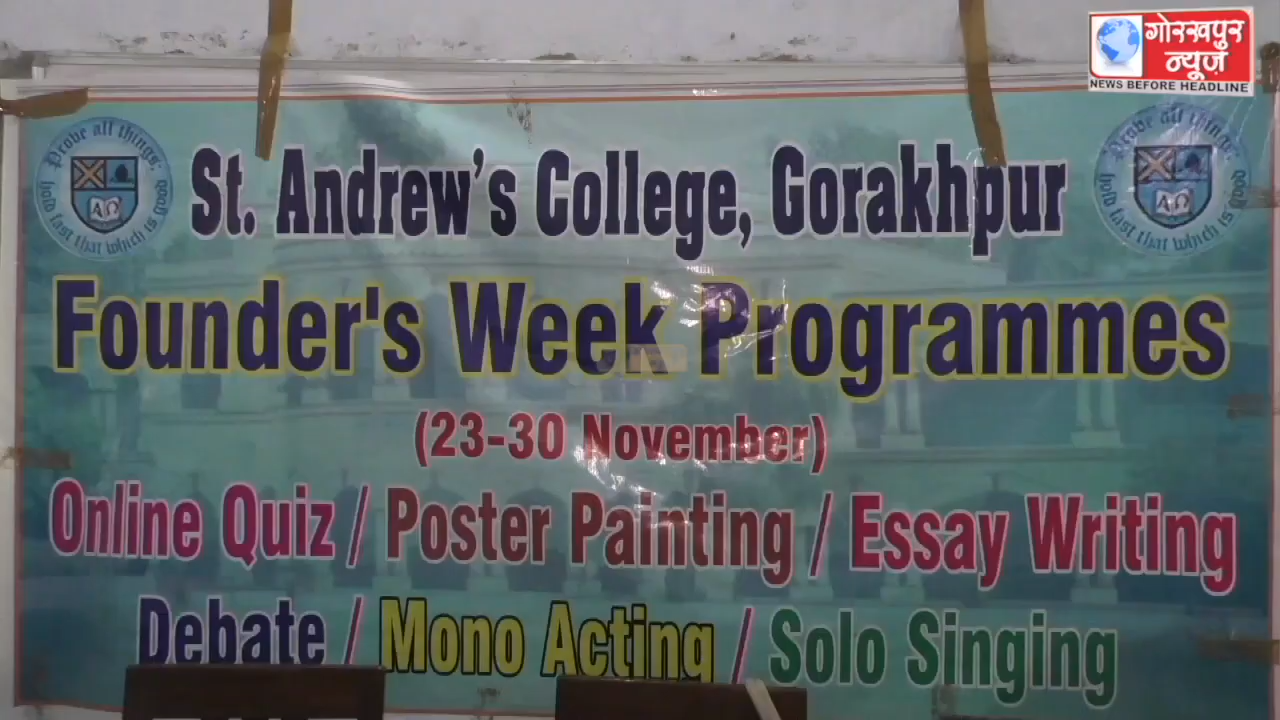 गोरखपुर
न्यूज़
NEWS BEFORE HEADLINE
Prove all things: hold fast that which is good
ΑΩ
Prove all things: hold fast that which is good
ΑΩ
St. Andrew's College, Gorakhpur
Founder's Week Programmes
(23-30 November)
Online Quiz / Poster Painting / Essay Writing
Debate / Mono Acting / Solo Singing